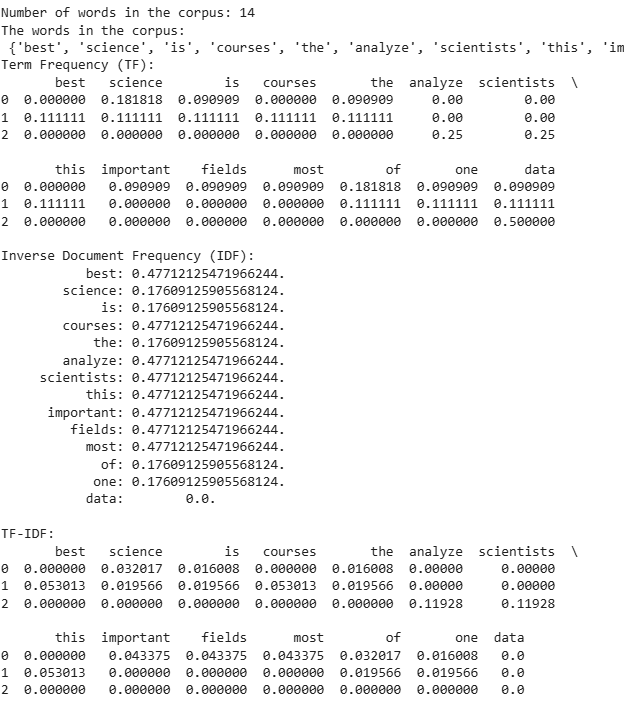 Number of words in the corpus: 14
The words in the corpus:
 {'best', 'science', 'is', 'courses', 'the', 'analyze', 'scientists', 'this', 'im
Term Frequency (TF):
       best   science        is   courses       the  analyze  scientists  \
0  0.000000  0.181818  0.090909  0.000000  0.090909     0.00        0.00
1  0.111111  0.111111  0.111111  0.111111  0.111111     0.00        0.00
2  0.000000  0.000000  0.000000  0.000000  0.000000     0.25        0.25
       this  important    fields      most        of       one      data
0  0.000000   0.090909  0.090909  0.090909  0.181818  0.090909  0.090909
1  0.111111   0.000000  0.000000  0.000000  0.111111  0.111111  0.111111
2  0.000000   0.000000  0.000000  0.000000  0.000000  0.000000  0.500000
Inverse Document Frequency (IDF):
           best: 0.47712125471966244.
        science: 0.17609125905568124.
             is: 0.17609125905568124.
        courses: 0.47712125471966244.
            the: 0.17609125905568124.
        analyze: 0.47712125471966244.
     scientists: 0.47712125471966244.
           this: 0.47712125471966244.
      important: 0.47712125471966244.
         fields: 0.47712125471966244.
           most: 0.47712125471966244.
             of: 0.17609125905568124.
            one: 0.17609125905568124.
           data:        0.0.
TF-IDF:
       best   science        is   courses       the  analyze  scientists  \
0  0.000000  0.032017  0.016008  0.000000  0.016008  0.00000     0.00000
1  0.053013  0.019566  0.019566  0.053013  0.019566  0.00000     0.00000
2  0.000000  0.000000  0.000000  0.000000  0.000000  0.11928     0.11928
       this  important    fields      most        of       one  data
0  0.000000   0.043375  0.043375  0.043375  0.032017  0.016008   0.0
1  0.053013   0.000000  0.000000  0.000000  0.019566  0.019566   0.0
2  0.000000   0.000000  0.000000  0.000000  0.000000  0.000000   0.0